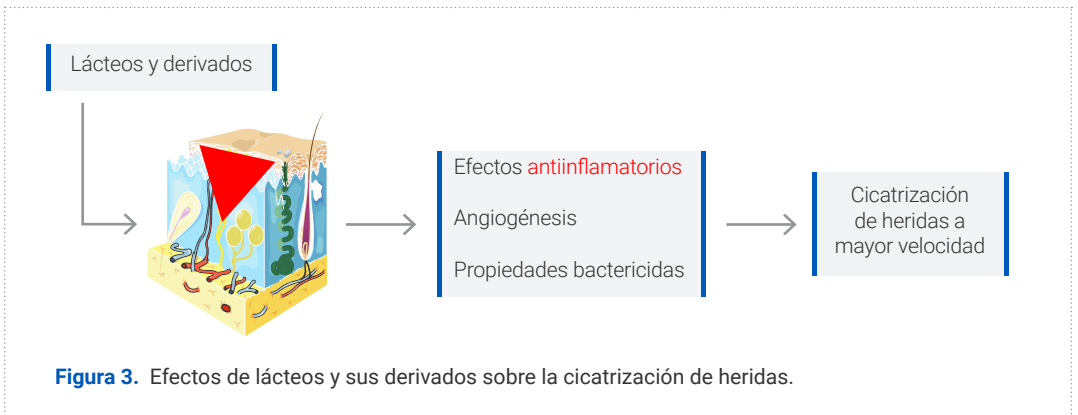 Lácteos y derivados
Efectos antiinflamatorios
Angiogénesis
Propiedades bactericidas
Cicatrización
de heridas a
mayor velocidad
Figura 3. Efectos de lácteos y sus derivados sobre la cicatrización de heridas.